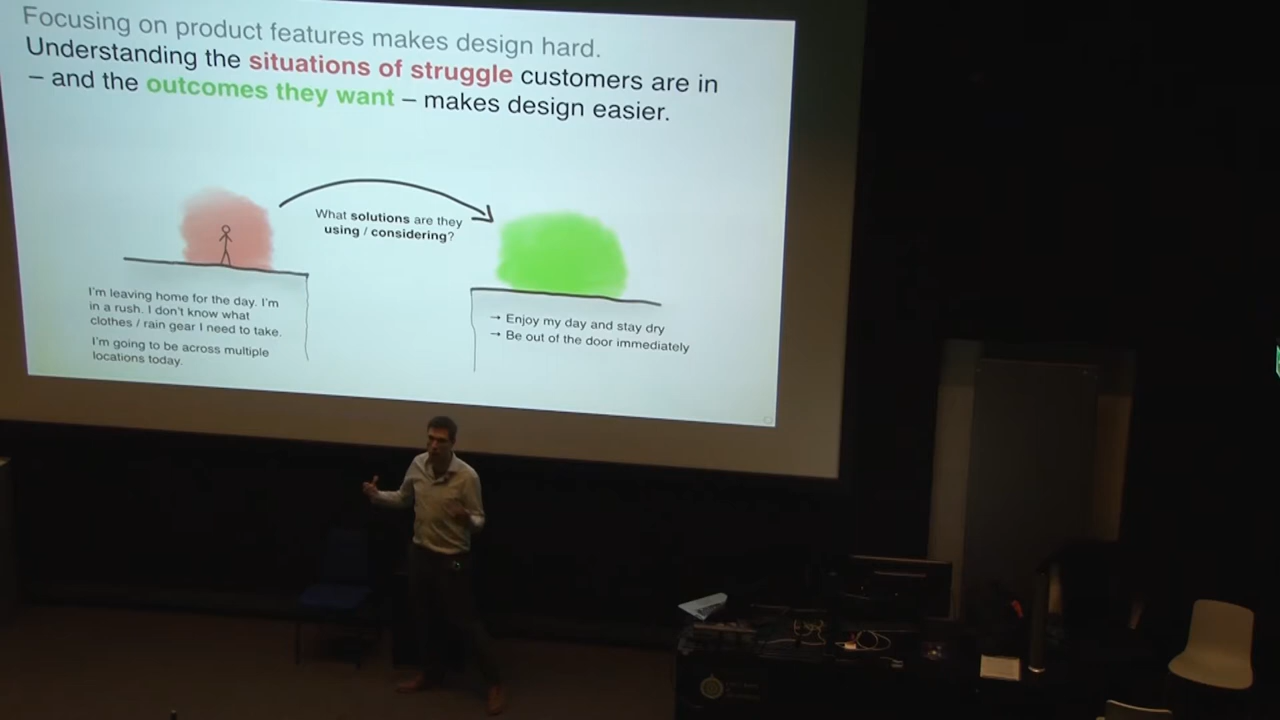 Focusing on product features makes design hard.
Understanding the situations of struggle customers are in
– and the outcomes they want – makes design easier.
What solutions are they
using / considering?
I'm leaving home for the day. I'm
in a rush. I don't know what
clothes / rain gear I need to take.
I'm going to be across multiple
locations today.
→ Enjoy my day and stay dry
→ Be out of the door immediately